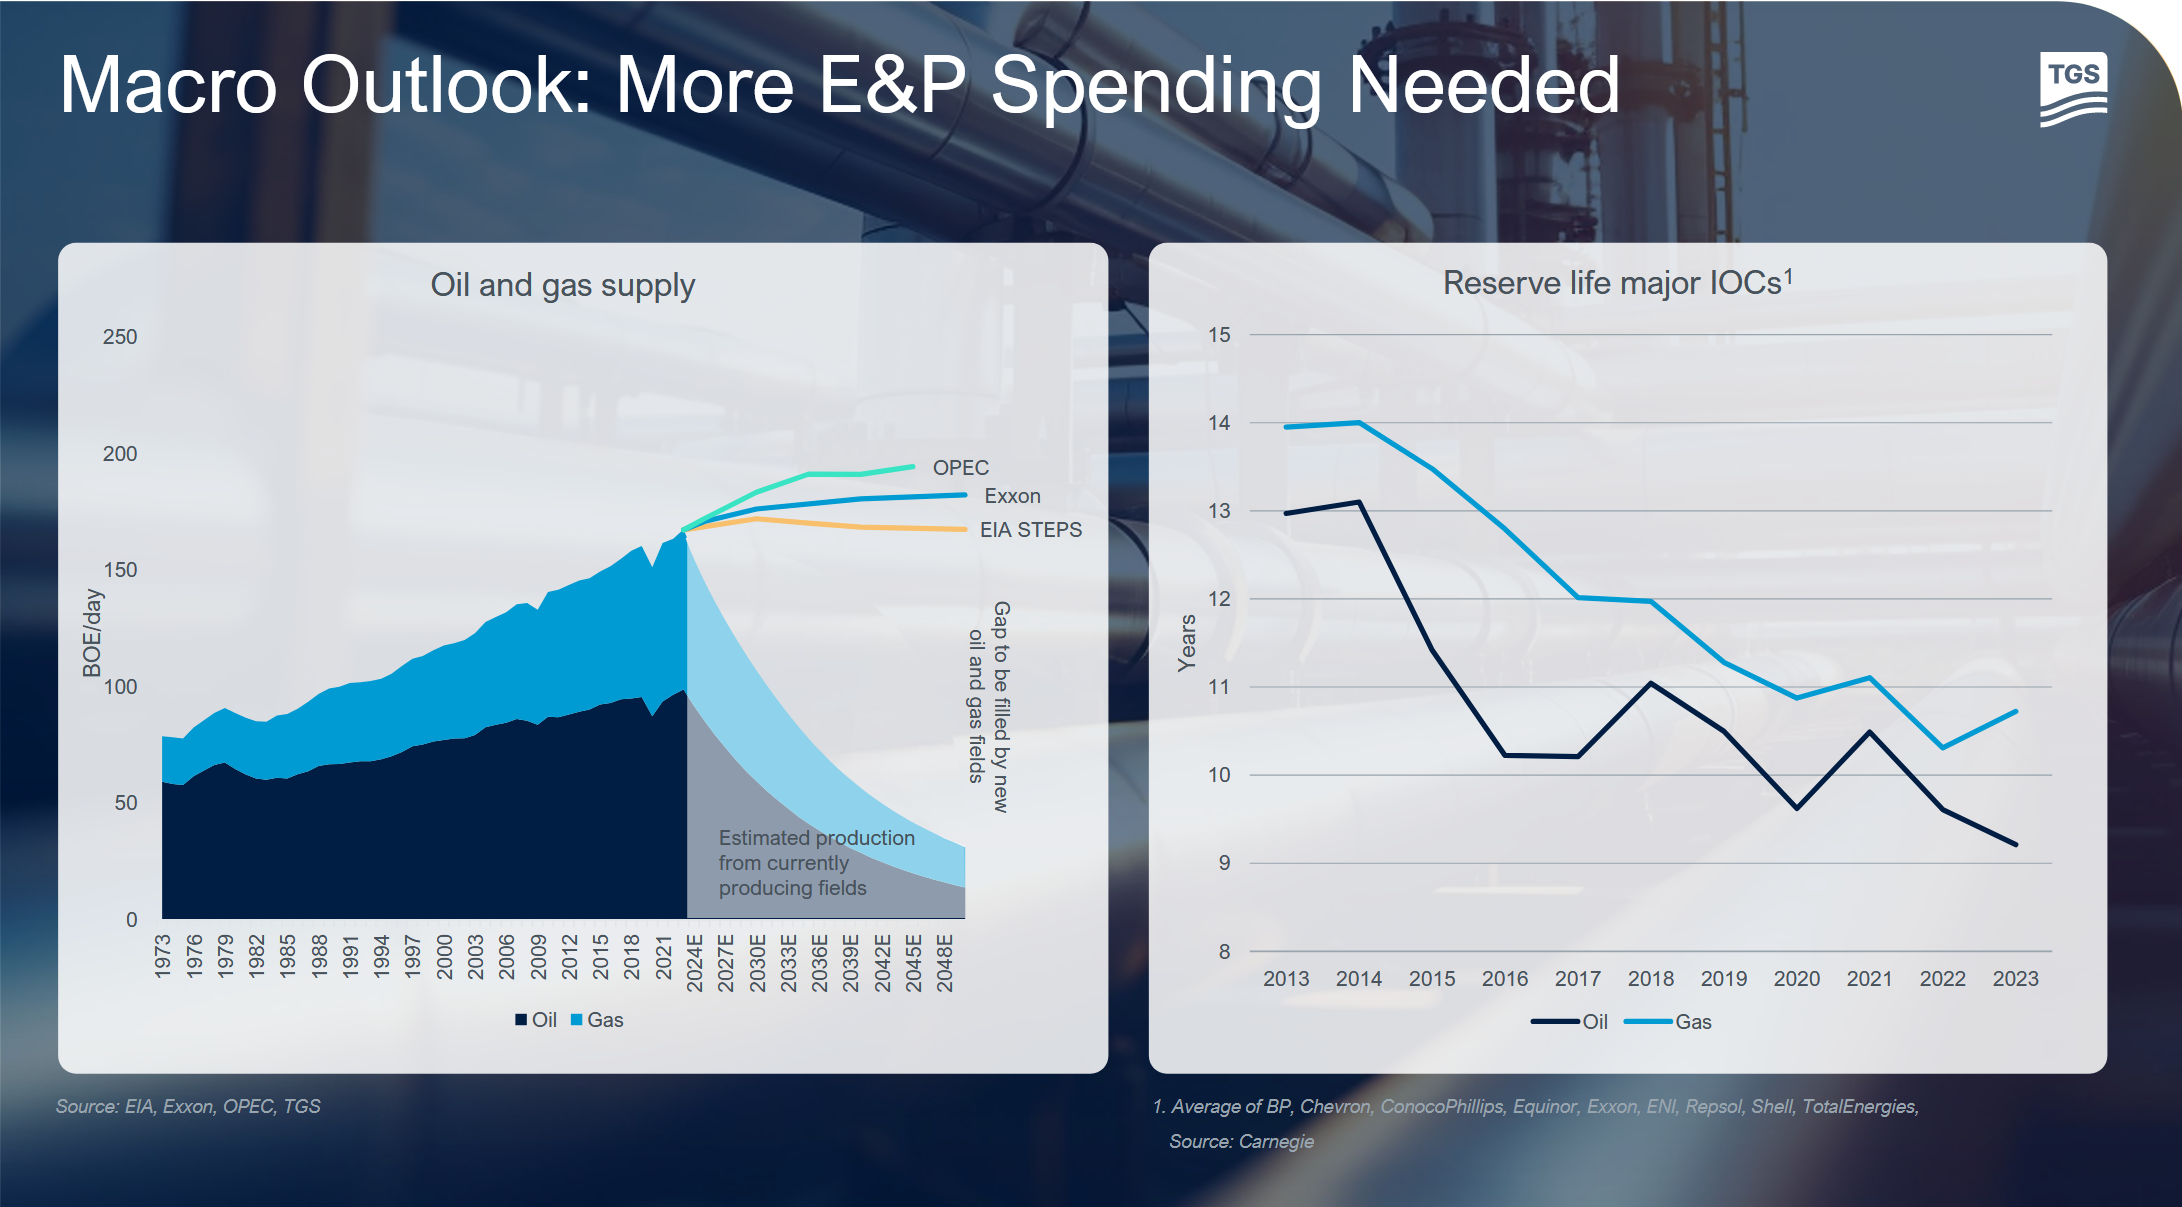 Macro Outlook: More E&P Spending Needed
TGS
Oil and gas supply
250
200
150
100
50
0
BOE/day
OPEC
Exxon
EIA STEPS
Gap to be filled by new
oil and gas fields
Estimated production
from currently
producing fields
1973
1976
1979
1982
1985
1988
1991
1994
1997
2000
2003
2006
2009
2012
2015
2018
2021
2024E
2027E
2030E
2033E
2036E
2039E
2042E
2045E
2048E
Oil Gas
Source: EIA, Exxon, OPEC, TGS
Reserve life major IOCs¹
15
14
13
12
11
10
9
8
Years
2013 2014 2015 2016 2017 2018 2019 2020 2021 2022 2023
Oil Gas
1. Average of BP, Chevron, ConocoPhillips, Equinor, Exxon, ENI, Repsol, Shell, TotalEnergies,
Source: Carnegie